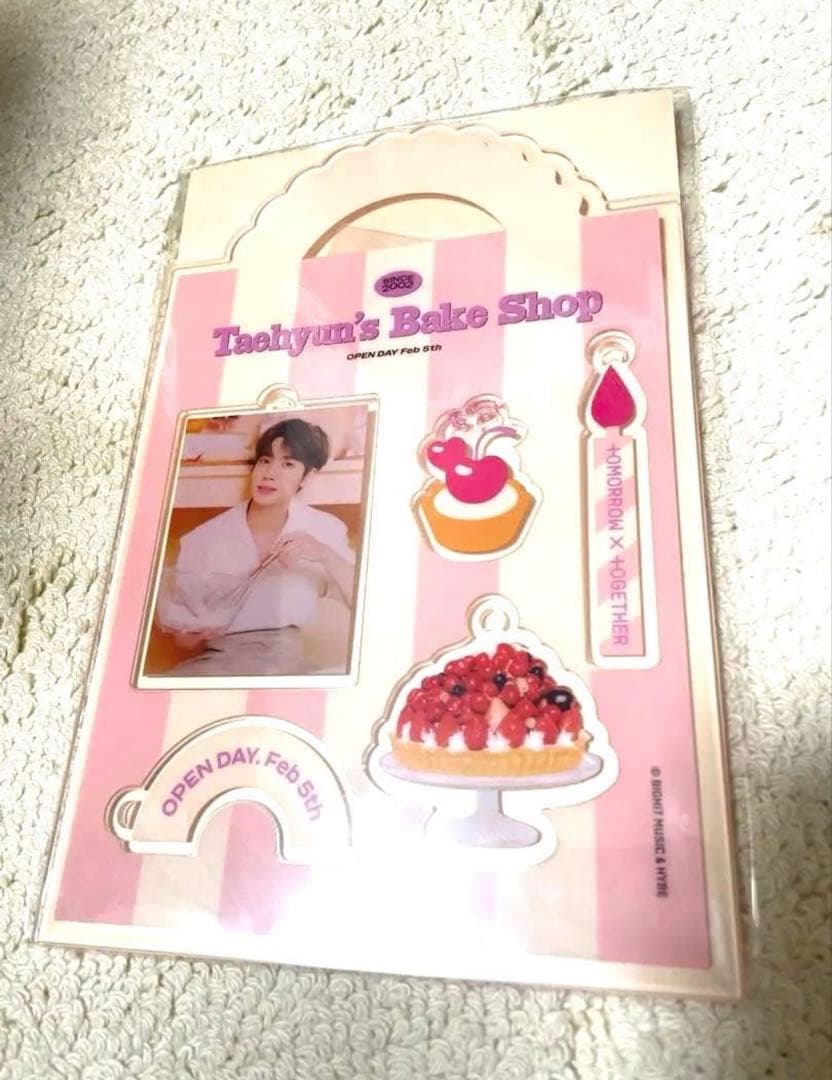 SINCE
2002
Taehyun's Bake Shop
OPEN DAY Feb 5th
TOMORROW X TOGETHER
OPEN DAY, Feb 5th
© BIGHIT MUSIC & HYBE